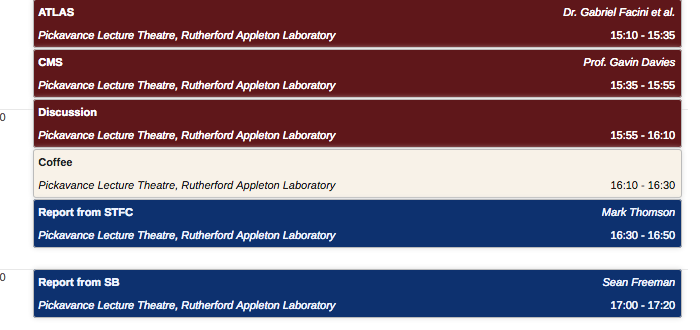 ATLAS Dr. Gabriel Facini et al.
Pickavance Lecture Theatre, Rutherford Appleton Laboratory 15:10 - 15:35
CMS Prof. Gavin Davies
Pickavance Lecture Theatre, Rutherford Appleton Laboratory 15:35 - 15:55
0
Discussion
Pickavance Lecture Theatre, Rutherford Appleton Laboratory 15:55 - 16:10
Coffee
Pickavance Lecture Theatre, Rutherford Appleton Laboratory 16:10 - 16:30
Report from STFC Mark Thomson
Pickavance Lecture Theatre, Rutherford Appleton Laboratory 16:30 - 16:50
0
Report from SB Sean Freeman
Pickavance Lecture Theatre, Rutherford Appleton Laboratory 17:00 - 17:20